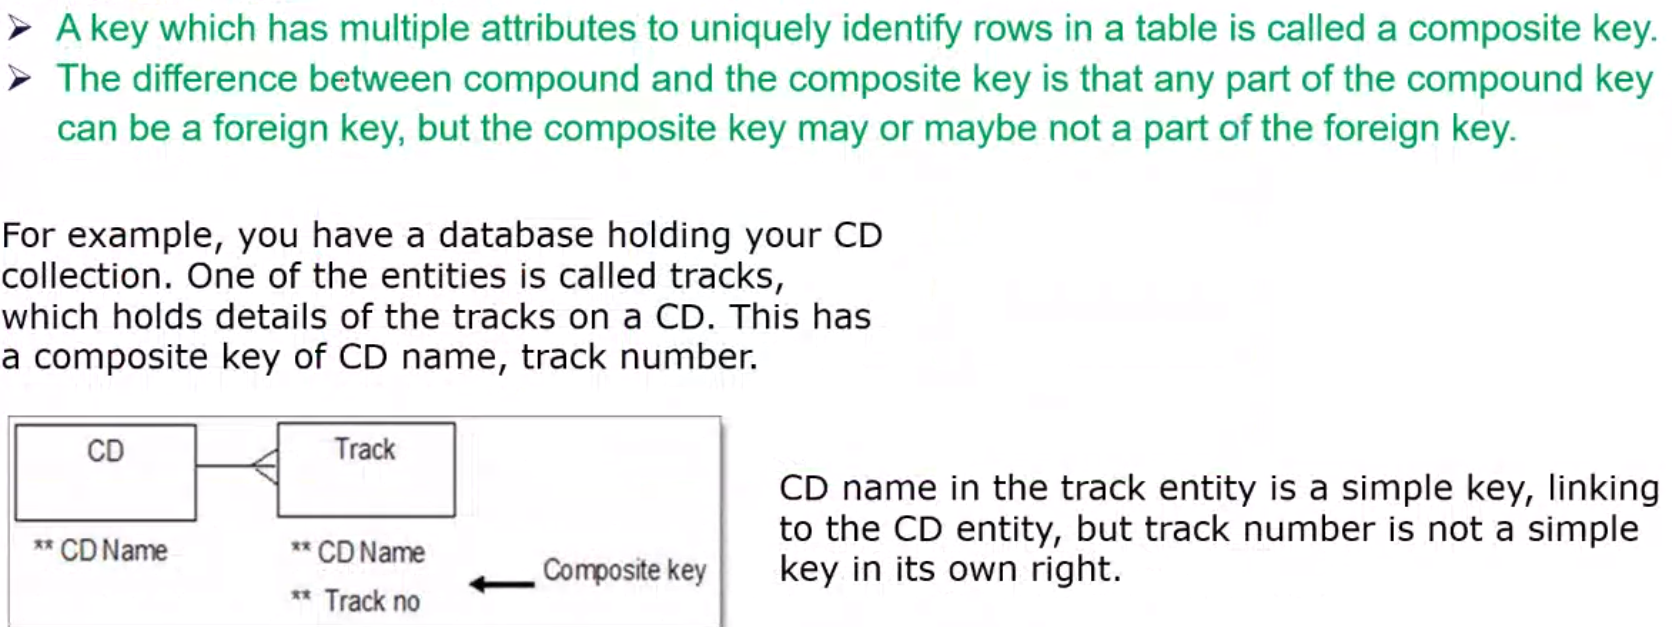 ➢ A key which has multiple attributes to uniquely identify rows in a table is called a composite key.
➢ The difference between compound and the composite key is that any part of the compound key
can be a foreign key, but the composite key may or maybe not a part of the foreign key.
For example, you have a database holding your CD
collection. One of the entities is called tracks,
which holds details of the tracks on a CD. This has
a composite key of CD name, track number.
CD
Track
** CD Name
** CD Name
** Track no
Composite key
CD name in the track entity is a simple key, linking
to the CD entity, but track number is not a simple
key in its own right.